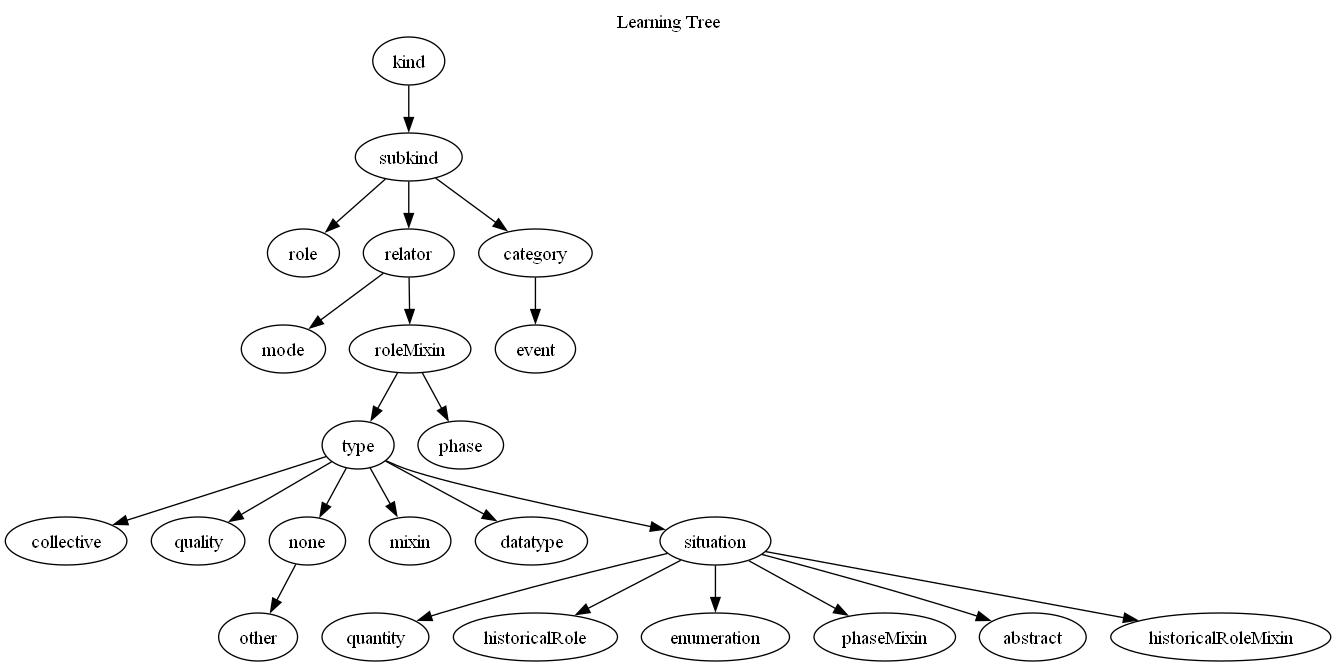 Learning Tree
kind
subkind
role
relator
category
mode
roleMixin
event
type
phase
collective
quality
none
mixin
datatype
situation
other
quantity
historicalRole
enumeration
phaseMixin
abstract
historicalRoleMixin